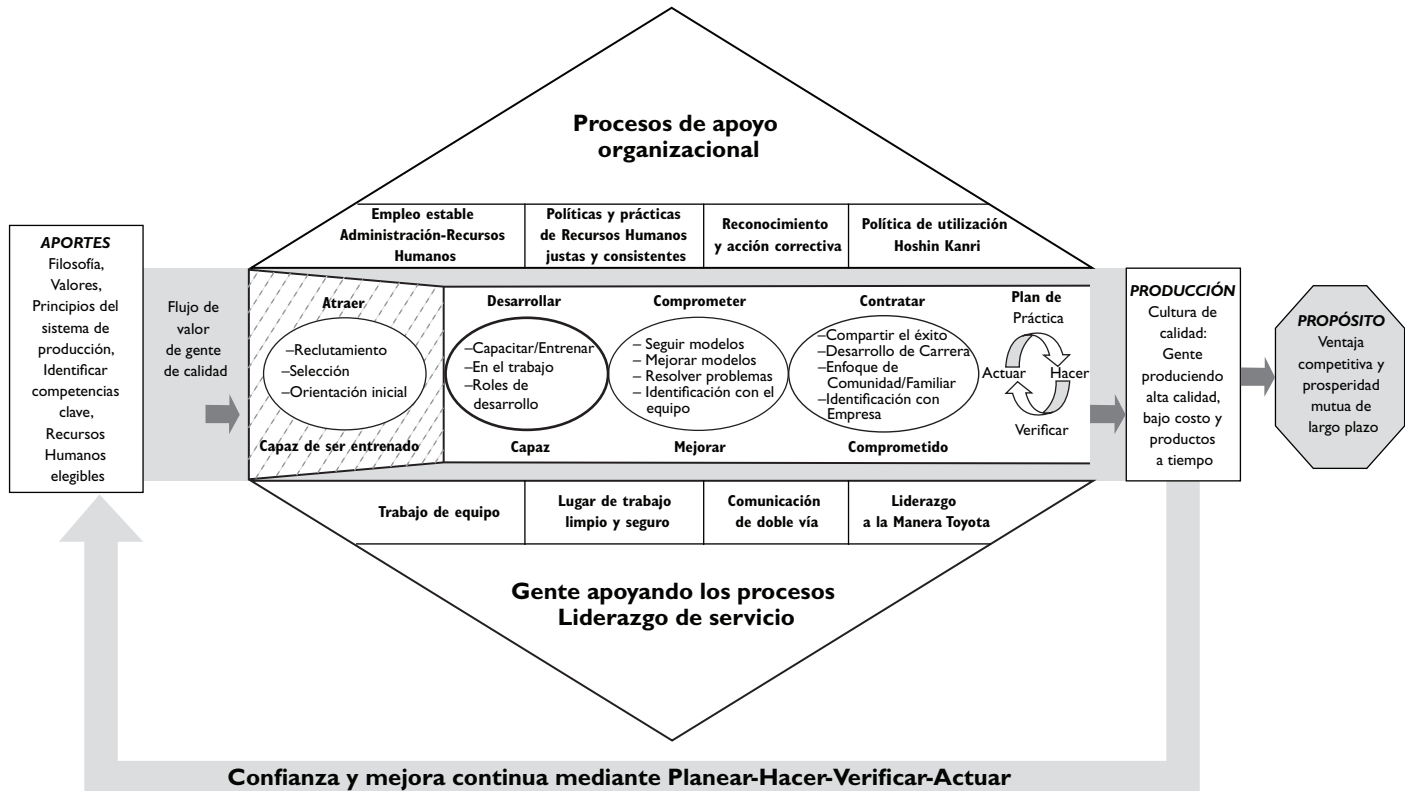 Procesos de apoyo
organizacional
Empleo estable
Administración-Recursos
Humanos
Políticas y prácticas
de Recursos Humanos
justas y consistentes
Reconocimiento
y acción correctiva
Política de utilización
Hoshin Kanri
APORTES
Filosofía,
Valores,
Principios del
sistema de
producción,
Identificar
competencias
clave,
Recursos
Humanos
elegibles
Flujo de
valor
de gente
de calidad
Atraer
–Reclutamiento
–Selección
–Orientación inicial
Capaz de ser entrenado
Desarrollar
–Capacitar/Entrenar
–En el trabajo
–Roles de
desarrollo
Capaz
Comprometer
– Seguir modelos
– Mejorar modelos
– Resolver problemas
– Identificación con el
equipo
Mejorar
Contratar
–Compartir el éxito
–Desarrollo de Carrera
–Enfoque de
Comunidad/Familiar
–Identificación con
Empresa
Comprometido
Plan de
Práctica
Actuar
Hacer
Verificar
PRODUCCIÓN
Cultura de
calidad:
Gente
produciendo
alta calidad,
bajo costo y
productos
a tiempo
PROPÓSITO
Ventaja
competitiva y
prosperidad
mutua de
largo plazo
Trabajo de equipo
Lugar de trabajo
limpio y seguro
Comunicación
de doble vía
Liderazgo
a la Manera Toyota
Gente apoyando los procesos
Liderazgo de servicio
Confianza y mejora continua mediante Planear-Hacer-Verificar-Actuar